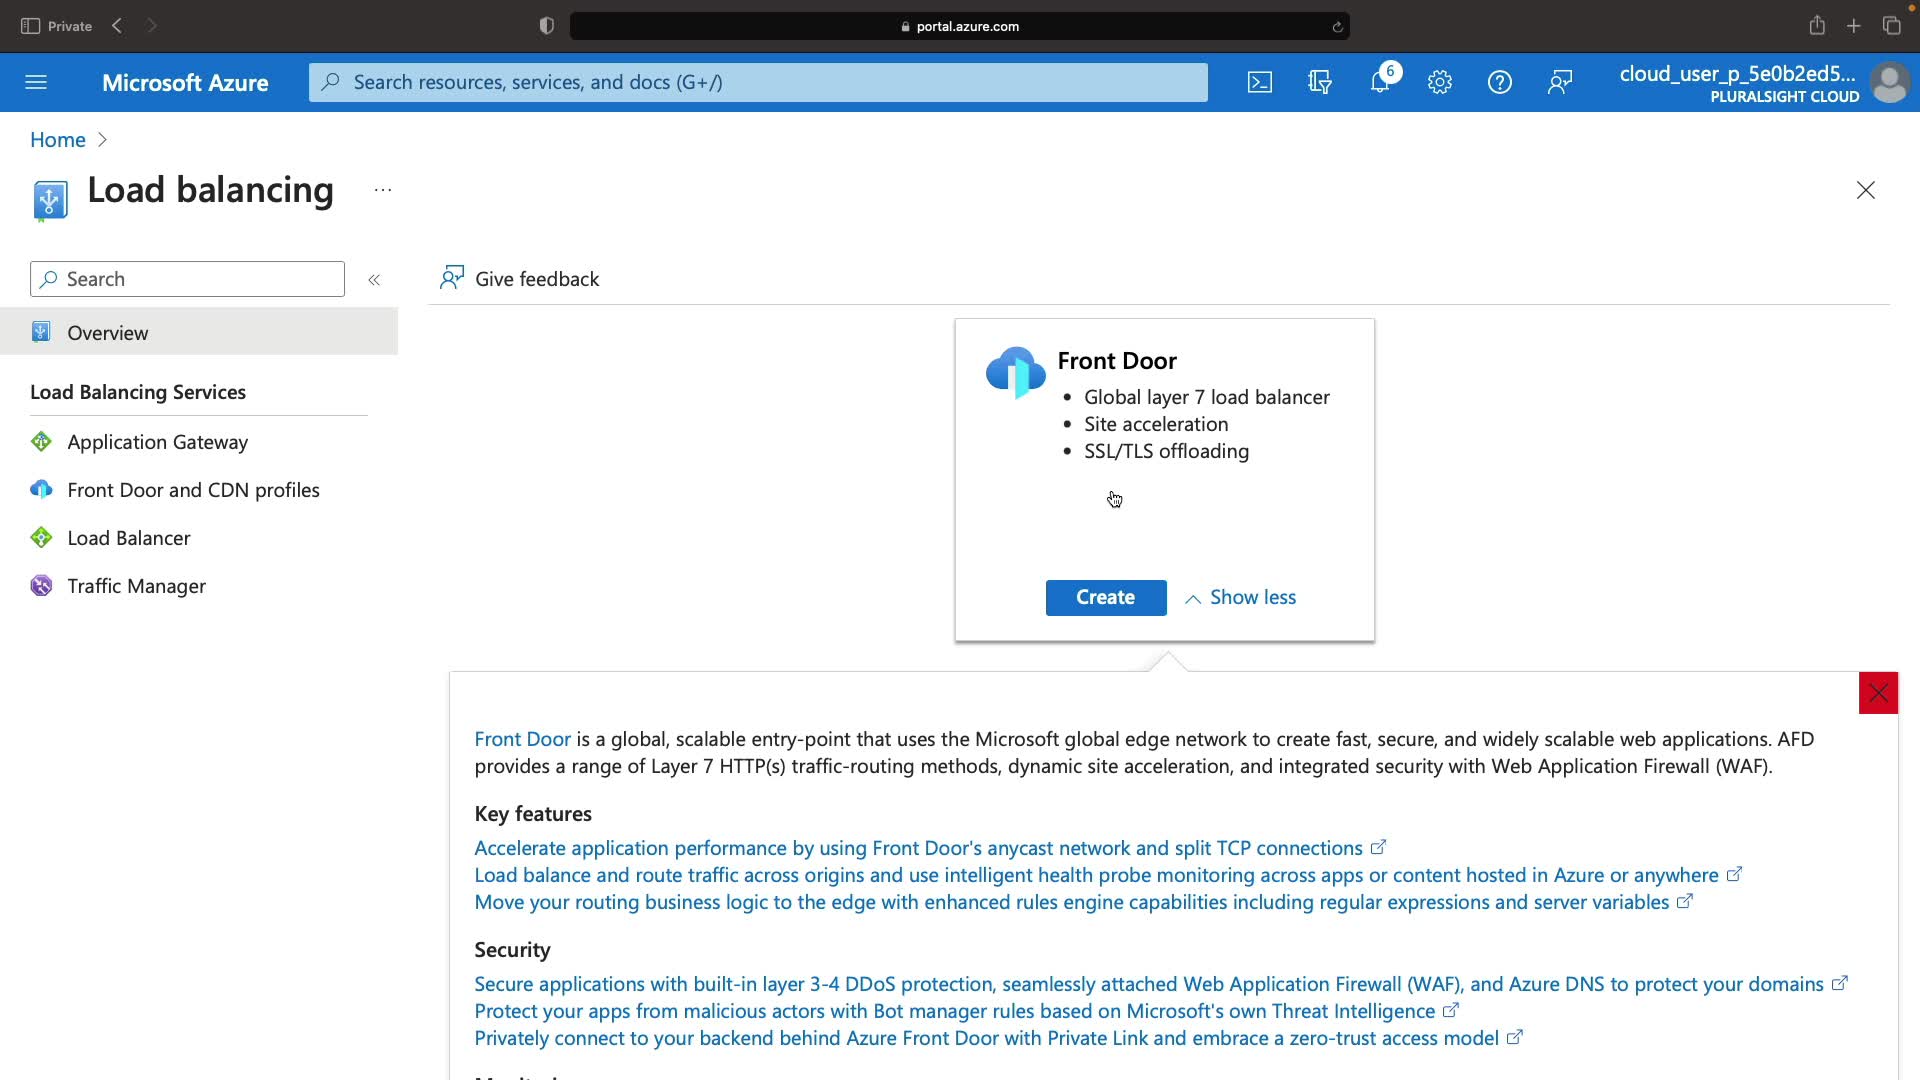 Private
portal.azure.com
Microsoft Azure
Search resources, services, and docs (G+/)
6
cloud_user_p_5e0b2ed5...
PLURALSIGHT CLOUD
Home
Load balancing
...
Search
«
Give feedback
Overview
Load Balancing Services
Application Gateway
Front Door and CDN profiles
Load Balancer
Traffic Manager
Front Door
• Global layer 7 load balancer
• Site acceleration
• SSL/TLS offloading
Create
Show less
Front Door is a global, scalable entry-point that uses the Microsoft global edge network to create fast, secure, and widely scalable web applications. AFD
provides a range of Layer 7 HTTP(s) traffic-routing methods, dynamic site acceleration, and integrated security with Web Application Firewall (WAF).
Key features
Accelerate application performance by using Front Door's anycast network and split TCP connections
Load balance and route traffic across origins and use intelligent health probe monitoring across apps or content hosted in Azure or anywhere
Move your routing business logic to the edge with enhanced rules engine capabilities including regular expressions and server variables
Security
Secure applications with built-in layer 3-4 DDoS protection, seamlessly attached Web Application Firewall (WAF), and Azure DNS to protect your domains
Protect your apps from malicious actors with Bot manager rules based on Microsoft's own Threat Intelligence
Privately connect to your backend behind Azure Front Door with Private Link and embrace a zero-trust access model